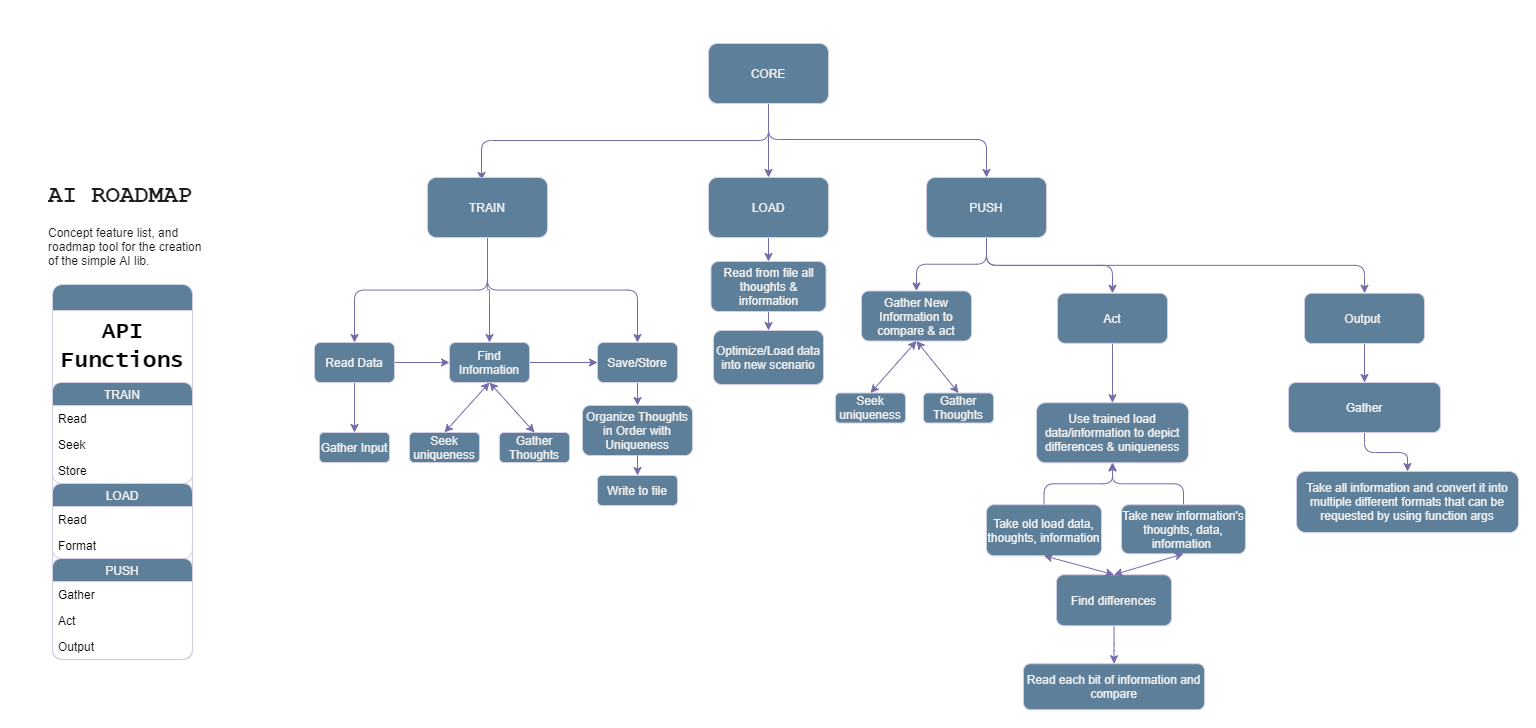 CORE
AI ROADMAP
Concept feature list, and
roadmap tool for the creation
of the simple AI lib.
API
Functions
TRAIN
Read
Seek
Store
LOAD
Read
Format
PUSH
Gather
Act
Output
TRAIN
LOAD
PUSH
Read Data
Find
Information
Save/Store
Gather Input
Seek
uniqueness
Gather
Thoughts
Organize Thoughts
in Order with
Uniqueness
Write to file
Read from file all
thoughts &
information
Optimize/Load data
into new scenario
Gather New
Information to
compare & act
Seek
uniqueness
Gather
Thoughts
Act
Use trained load
data/information to depict
differences & uniqueness
Take old load data,
thoughts, information
Take new information's
thoughts, data,
information
Find differences
Read each bit of information and
compare
Output
Gather
Take all information and convert it into
multiple different formats that can be
requested by using function args